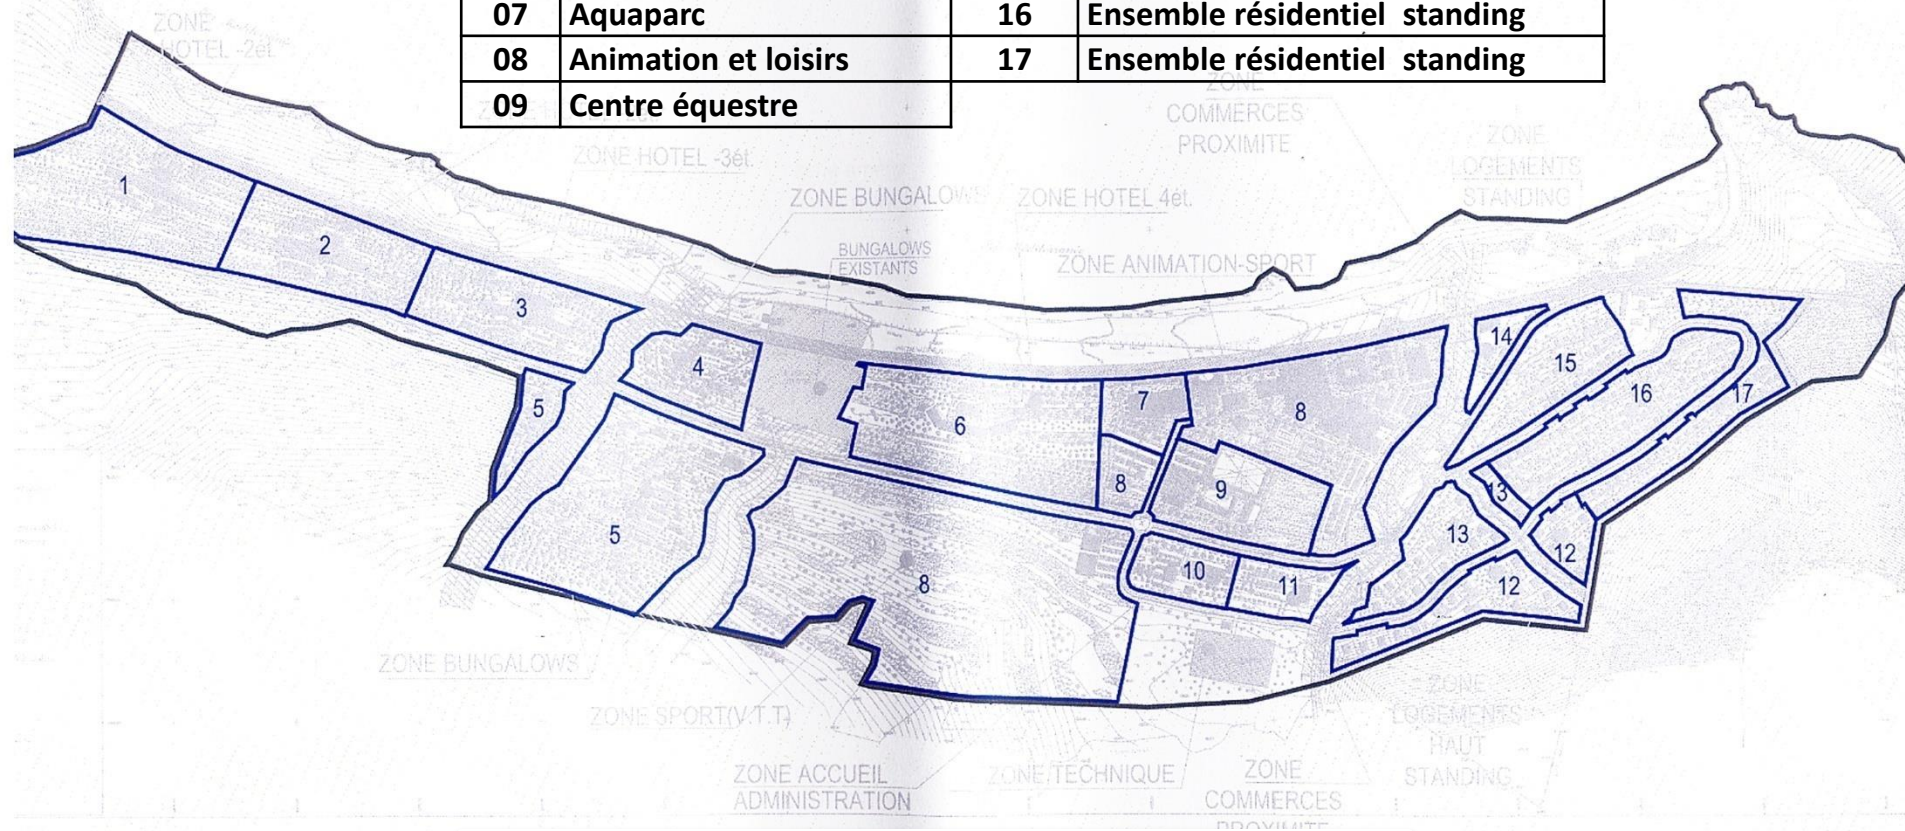 07 Aquaparc 16 Ensemble résidentiel standing
08 Animation et loisirs 17 Ensemble résidentiel standing
09 Centre équestre
ZONE
HOTEL -2ét.
ZONE HOTEL -3ét.
ZONE BUNGALOWS
ZONE HOTEL 4ét.
BUNGALOWS
EXISTANTS
ZONE ANIMATION-SPORT
ZONE
COMMERCES
PROXIMITE
ZONE
LOGEMENTS
STANDING
1
2
3
4
5
5
6
7
8
8
8
9
10
11
12
12
13
13
14
15
16
17
ZONE BUNGALOWS
ZONE SPORT(V.T.T)
ZONE ACCUEIL
ADMINISTRATION
ZONE TECHNIQUE
ZONE
COMMERCES
PROXIMITE
ZONE
LOGEMENTS
HAUT
STANDING